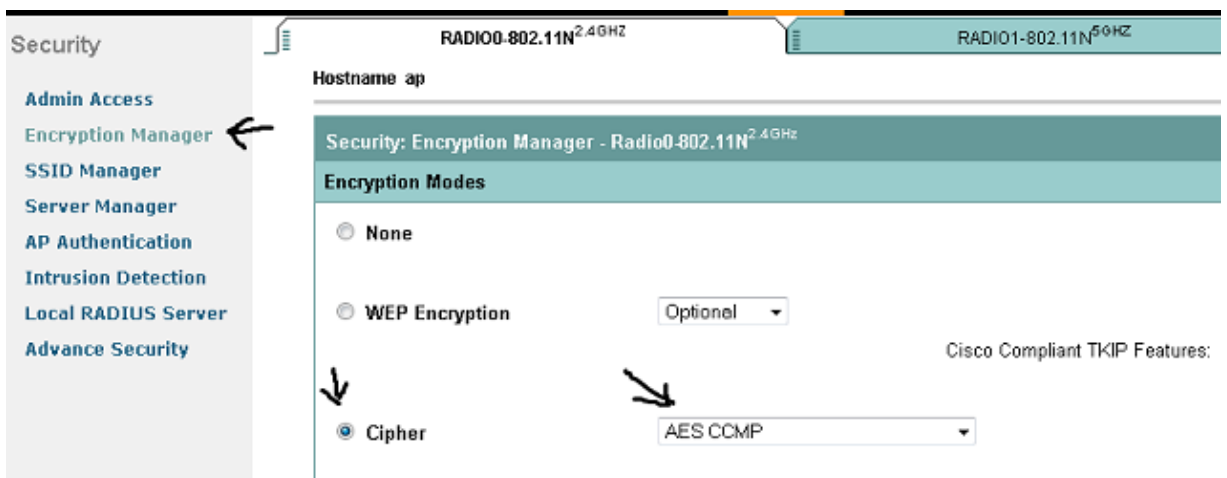 Security
Admin Access
Encryption Manager
SSID Manager
Server Manager
AP Authentication
Intrusion Detection
Local RADIUS Server
Advance Security
RADIO0-802.11N2.4GHZ
RADIO1-802.11N5GHZ
Hostname ap
Security: Encryption Manager - Radio0-802.11N2.4GHz
Encryption Modes
None
WEP Encryption Optional
Cisco Compliant TKIP Features:
Cipher AES CCMP